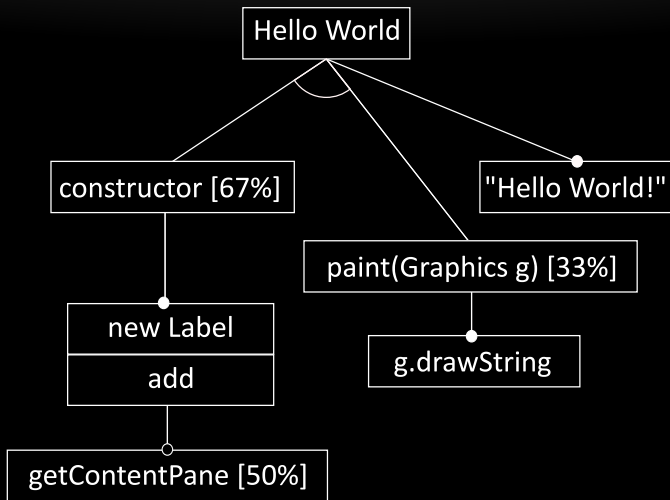 Hello World
constructor [67%]
"Hello World!"
paint(Graphics g) [33%]
new Label
g.drawString
add
getContentPane [50%]